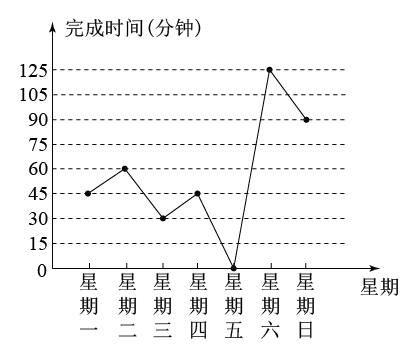 完成时间(分钟)
125
105
90
75
60
45
30
15
0
星期一
星期二
星期三
星期四
星期五
星期六
星期日
星期